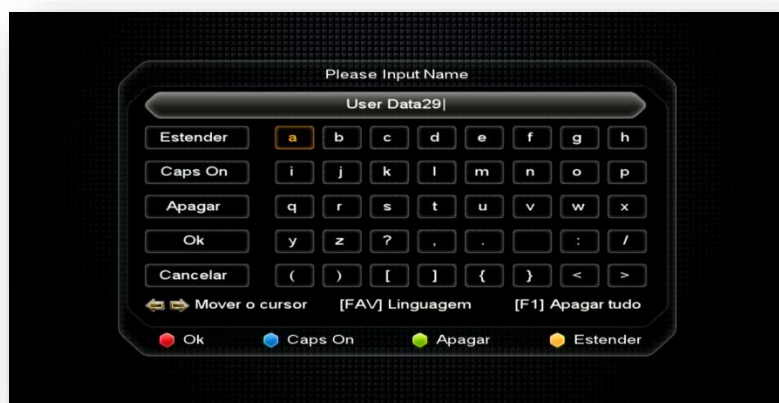 Please Input Name
User Data29|
Estender a b c d e f g h
Caps On i j k l m n o p
Apagar q r s t u v w x
Ok y z ? , . : /
Cancelar ( ) [ ] { } < >
Mover o cursor [FAV] Linguagem [F1] Apagar tudo
Ok Caps On Apagar Estender